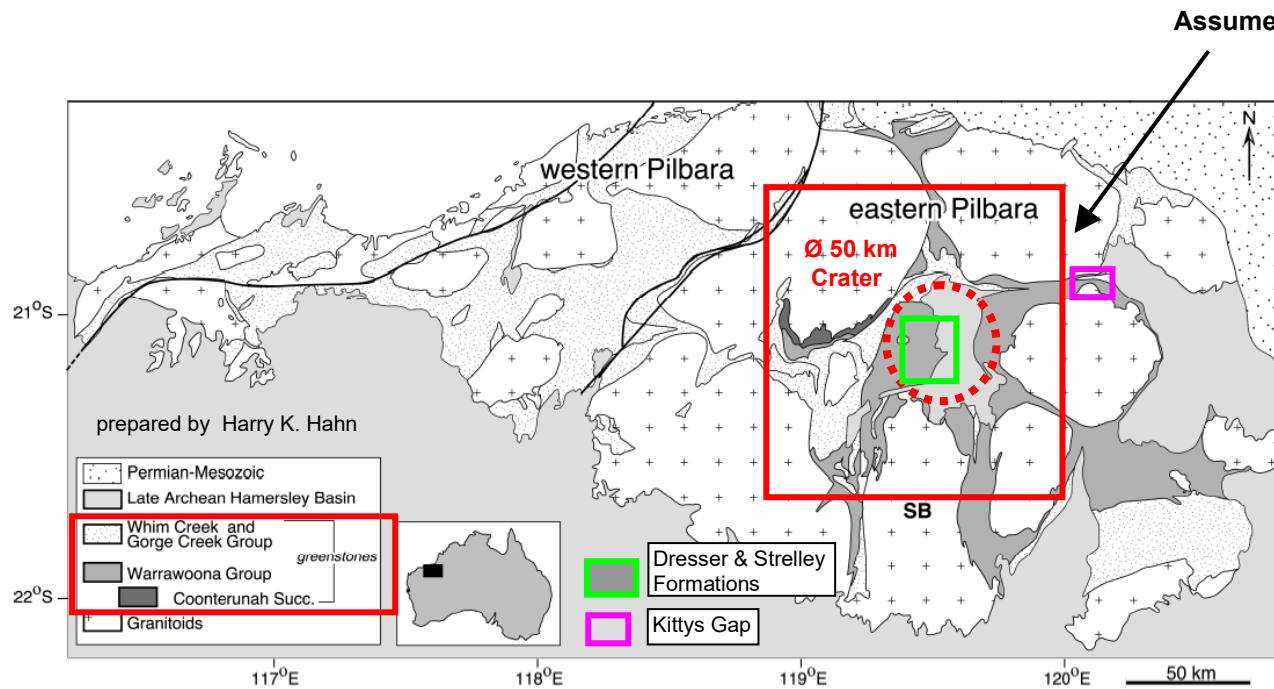 Assume
N
western Pilbara
eastern Pilbara
Ø 50 km
Crater
21°S
prepared by Harry K. Hahn
Permian-Mesozoic
Late Archean Hamersley Basin
Whim Creek and
Gorge Creek Group
greenstones
Warrawoona Group
Coonterunah Succ.
Granitoids
SB
Dresser & Strelley
Formations
Kittys Gap
22°S
117°E
118°E
119°E
120°E
50 km